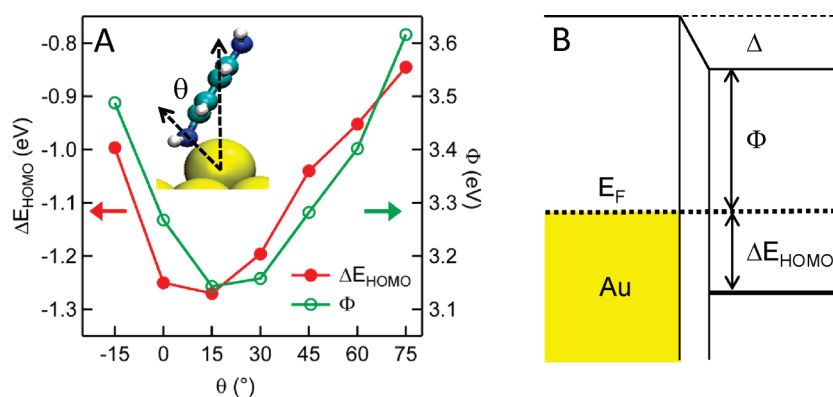 A
B
θ
ΔE_HOMO (eV)
-0.8
-0.9
-1.0
-1.1
-1.2
-1.3
3.6
3.5
3.4
3.3
3.2
3.1
Φ (eV)
ΔE_HOMO
Φ
-15 0 15 30 45 60 75
θ (°)
Δ
Φ
E_F
ΔE_HOMO
Au